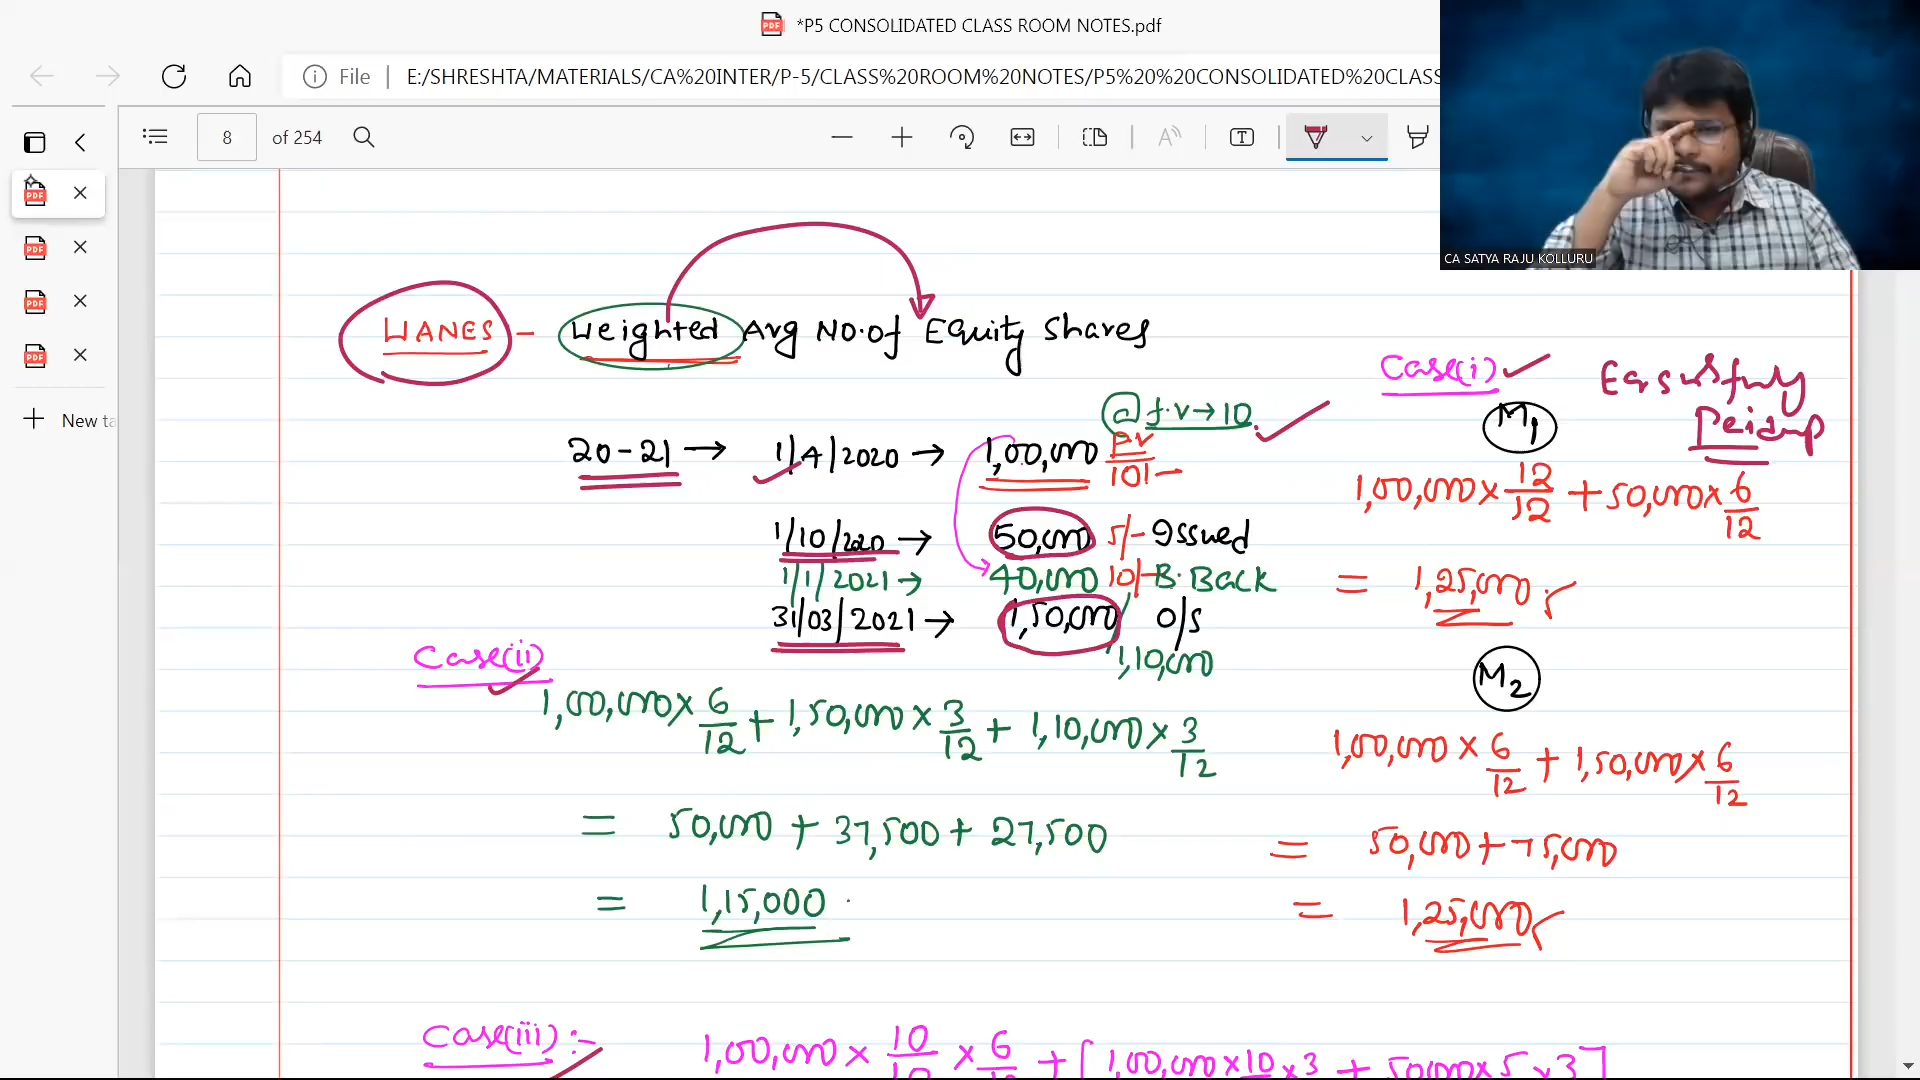 *P5 CONSOLIDATED CLASS ROOM NOTES.pdf
File | E:/SHRESHTA/MATERIALS/CA%20INTER/P-5/CLASS%20ROOM%20NOTES/P5%20%20CONSOLIDATED%20CLASS
8 of 254
New ta
CA SATYA RAJU KOLLURU
WANES - Weighted Avg No. of Equity Shares
Case(i)
M1
@ f.v → 10
20-21 → 1/4/2020 → 1,00,000 P.V 10/-
1,00,000 × 12/12 + 50,000 × 6/12
1/10/2020 → 50,000 5/- Issued
1/1/2021 → 40,000 10/- B. Back
= 1,25,000
31/03/2021 → 1,50,000 O/S
1,10,000
Case(ii)
M2
1,00,000 × 6/12 + 1,50,000 × 3/12 + 1,10,000 × 3/12
1,00,000 × 6/12 + 1,50,000 × 6/12
= 50,000 + 37,500 + 27,500
= 50,000 + 75,000
= 1,15,000
= 1,25,000
Case(iii) :-
1,00,000 × 10/10 × 6/12 + [1,00,000 × 10 × 3 + 50,000 × 5 × 3]